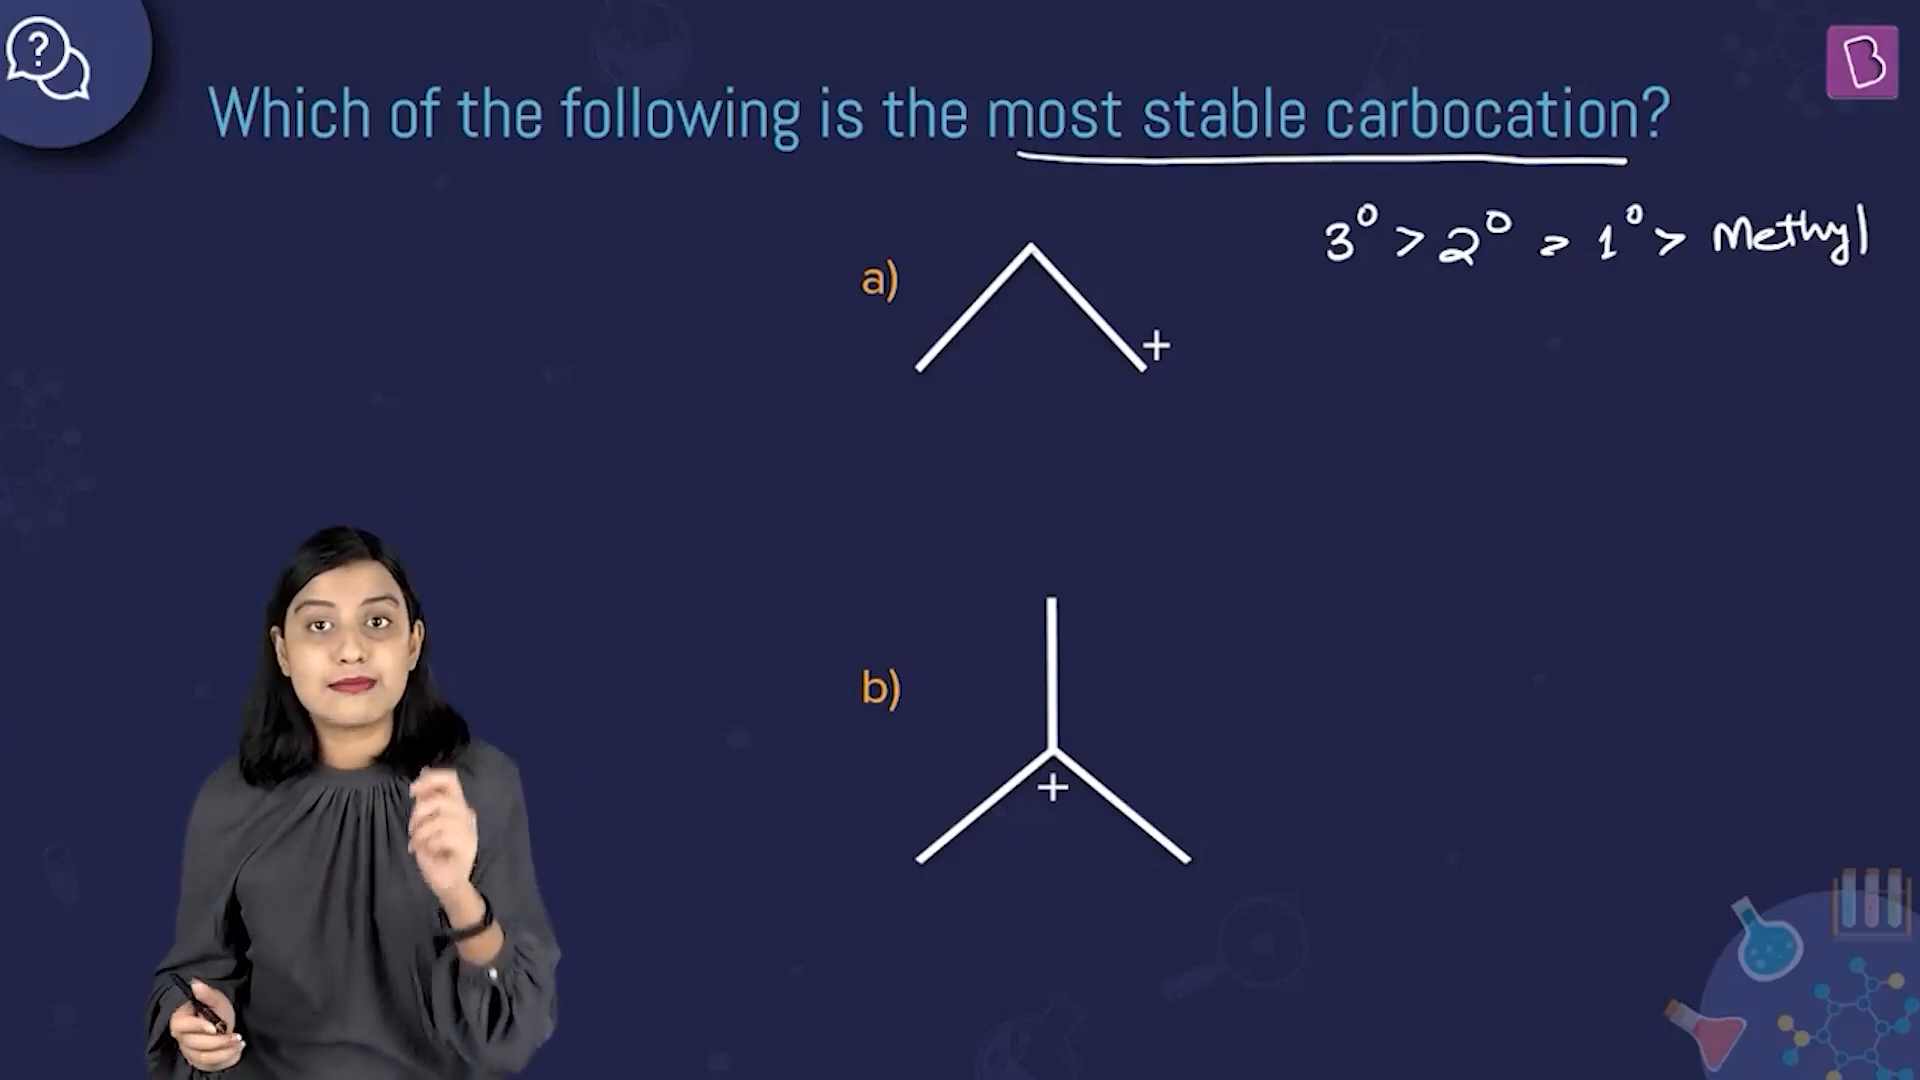 Which of the following is the most stable carbocation?
3° > 2° > 1° > Methyl
a)
+
b)
+